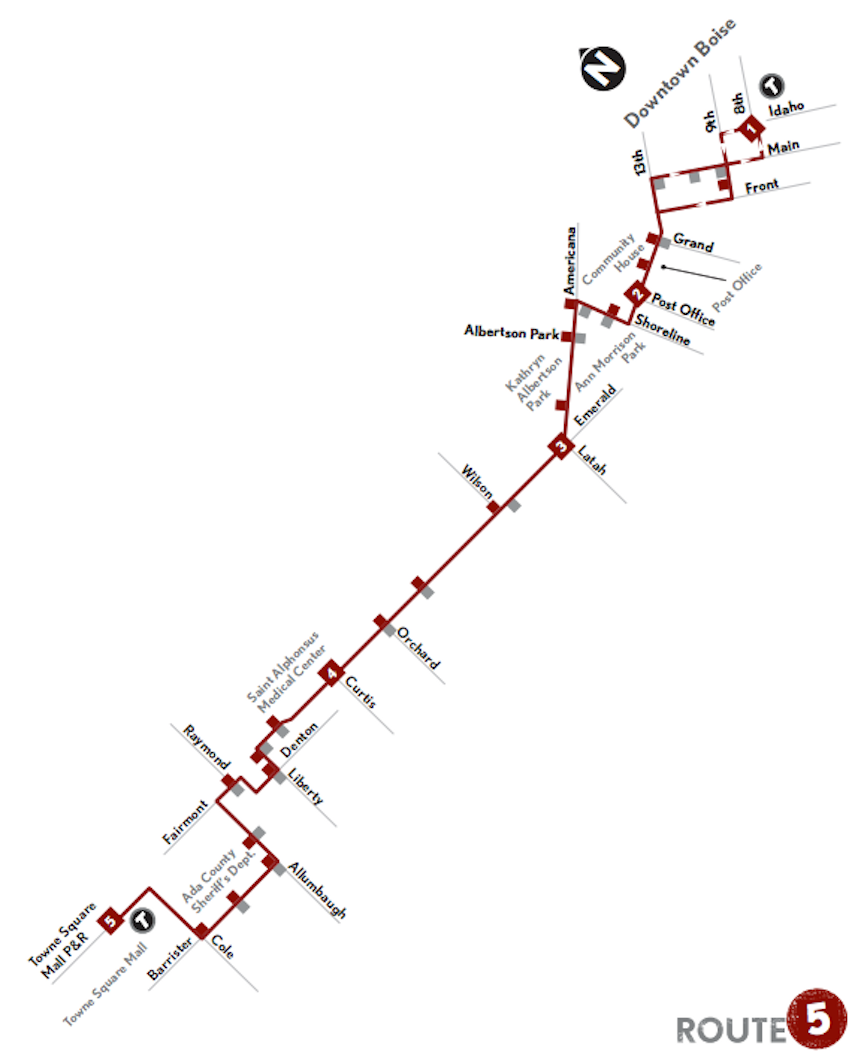 N
Downtown Boise
T
8th
9th
1
Idaho
Main
13th
Front
Americana
Community
House
Grand
Post Office
2
Post Office
Shoreline
Albertson Park
Kathryn
Albertson
Park
Ann Morrison
Park
Emerald
3
Latah
Wilson
Orchard
Saint Alphonsus
Medical Center
4
Curtis
Raymond
Denton
Liberty
Fairmont
Ada County
Sheriff's Dept.
Allumbaugh
Towne Square
Mall P&R
5
T
Towne Square Mall
Barrister
Cole
ROUTE 5